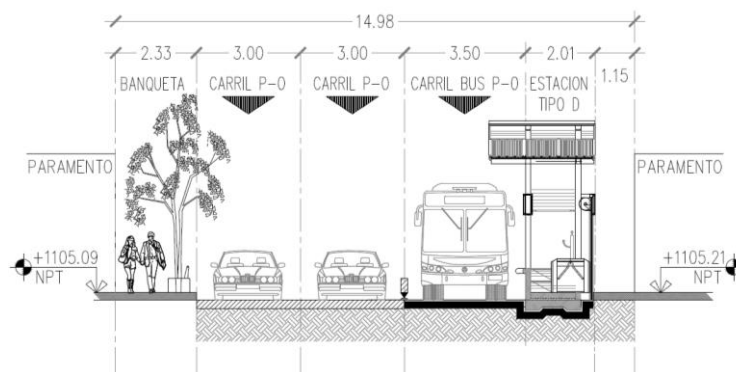 14.98
2.33 3.00 3.00 3.50 2.01
1.15
BANQUETA CARRIL P-O CARRIL P-O CARRIL BUS P-O ESTACION
TIPO D
PARAMENTO PARAMENTO
+1105.09 +1105.21
NPT NPT